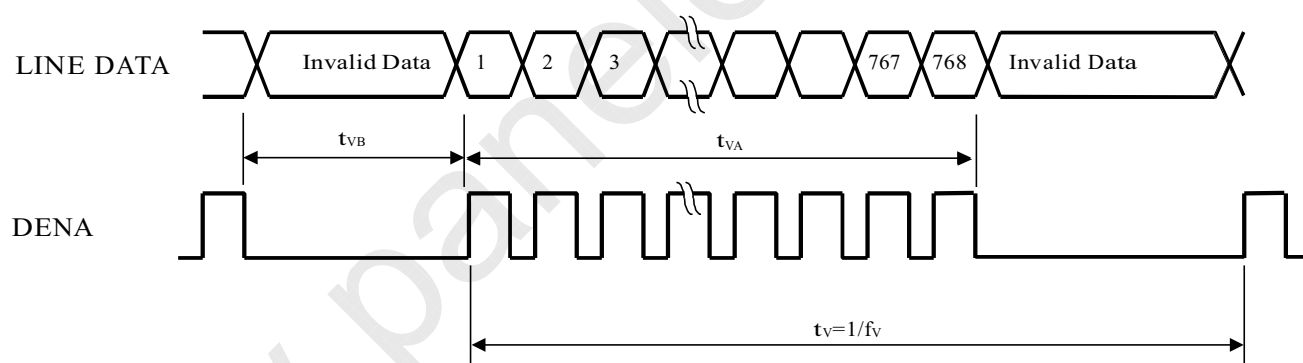 LINE DATA Invalid Data 1 2 3 767 768 Invalid Data
tVB tVA
DENA
tV=1/fV